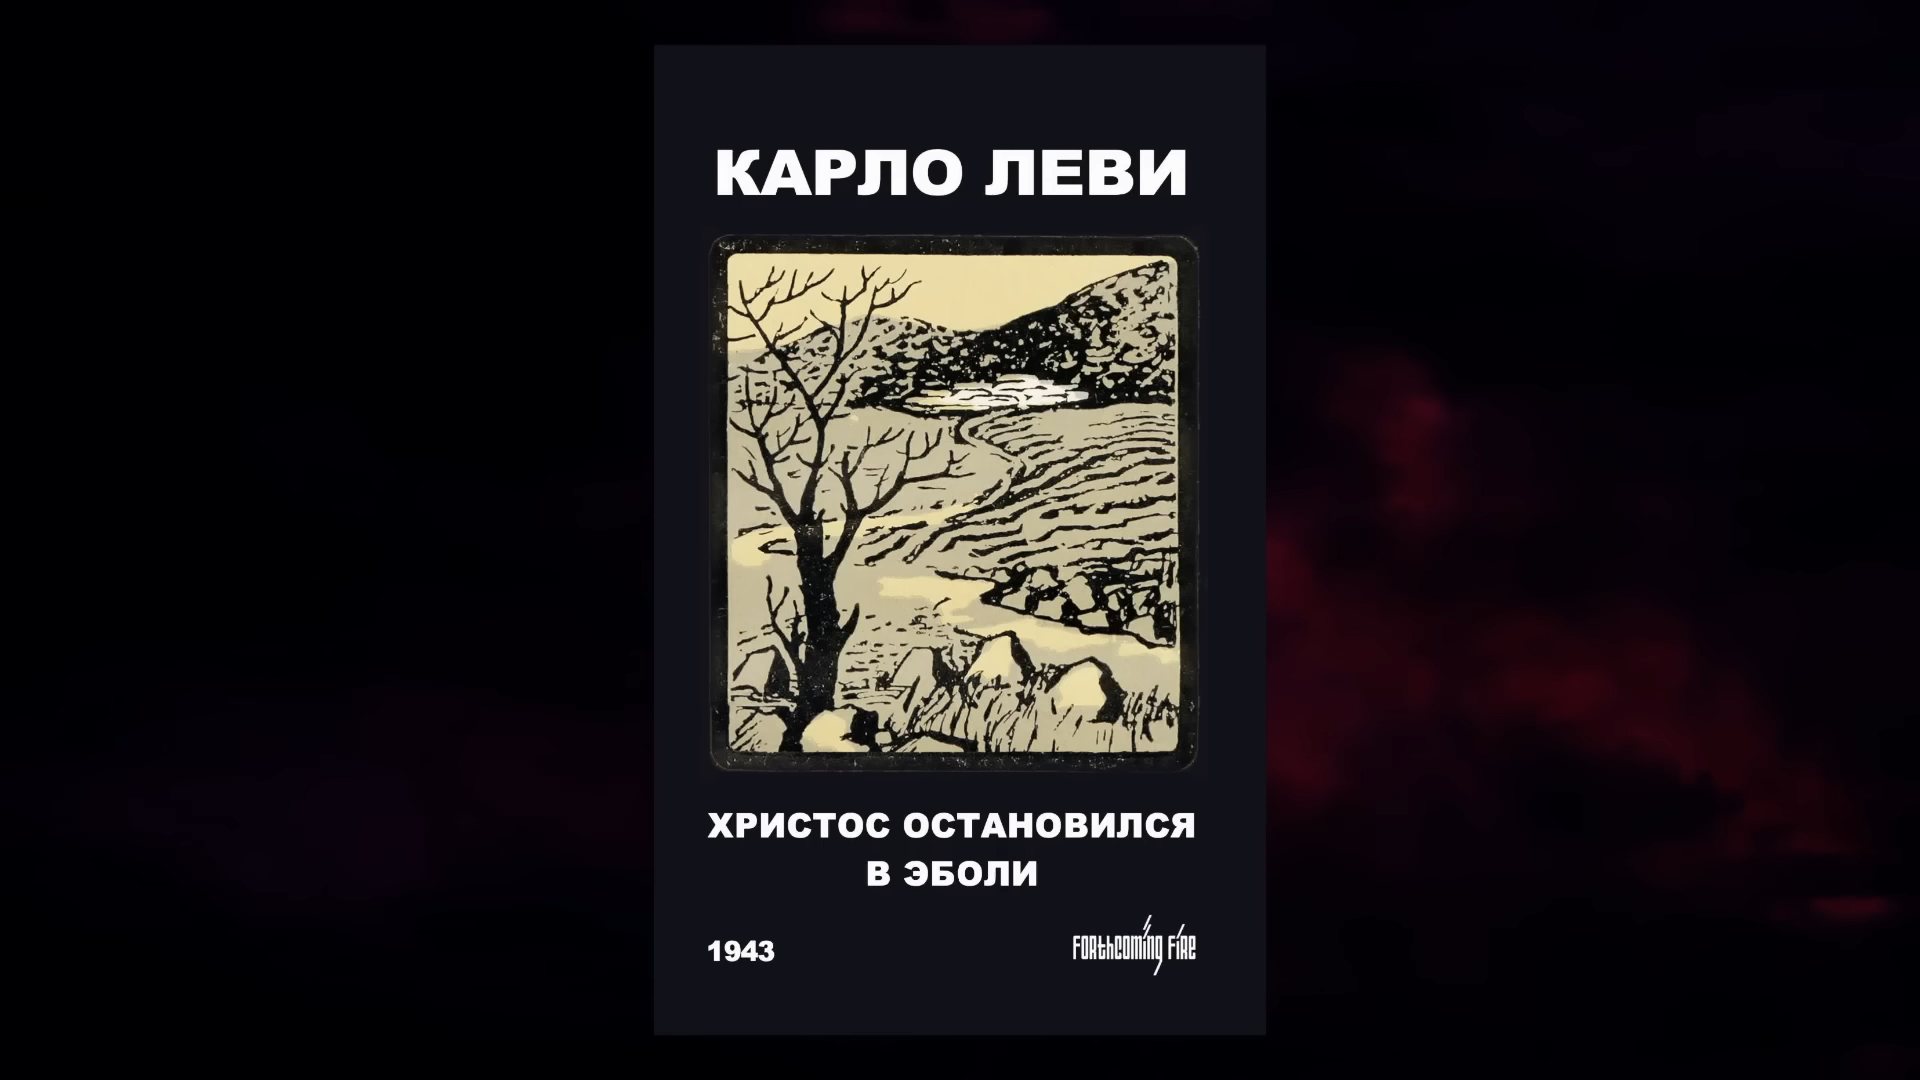 КАРЛО ЛЕВИ
ХРИСТОС ОСТАНОВИЛСЯ
В ЭБОЛИ
1943
FORthCOMING FIRE